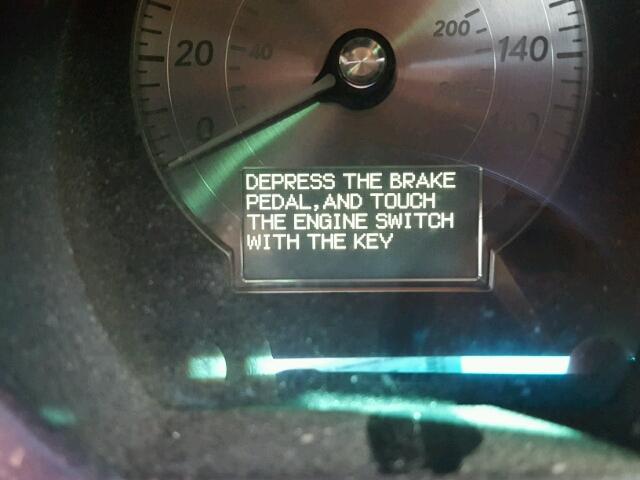 20
40
0
200
140
DEPRESS THE BRAKE
PEDAL,AND TOUCH
THE ENGINE SWITCH
WITH THE KEY